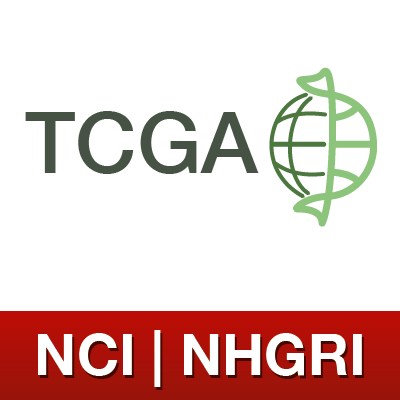 TCGA
NCI | NHGRI